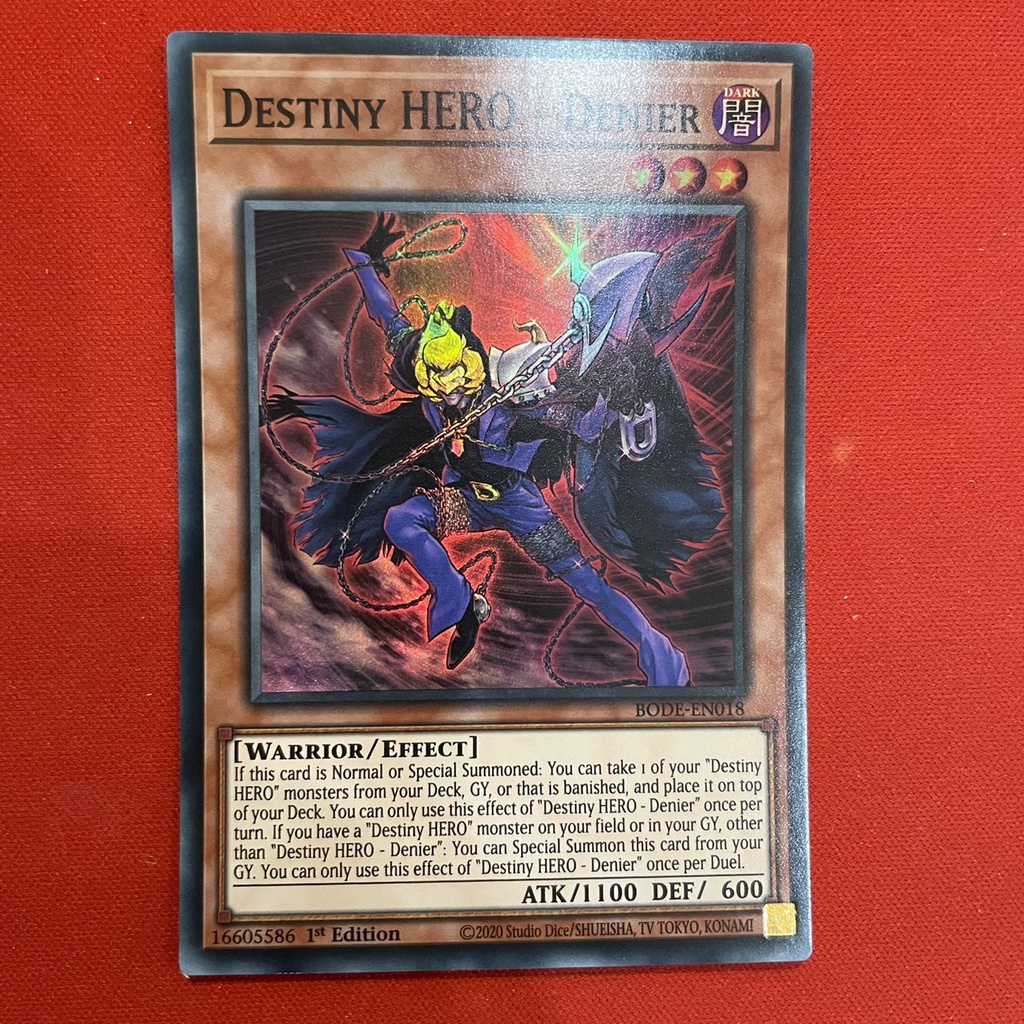 DESTINY HERO - DENIER
DARK
闇
D
BODE-EN018
[WARRIOR/EFFECT]
If this card is Normal or Special Summoned: You can take 1 of your "Destiny
HERO" monsters from your Deck, GY, or that is banished, and place it on top
of your Deck. You can only use this effect of "Destiny HERO - Denier" once per
turn. If you have a "Destiny HERO" monster on your field or in your GY, other
than "Destiny HERO - Denier": You can Special Summon this card from your
GY. You can only use this effect of "Destiny HERO - Denier" once per Duel.
ATK/1100 DEF/ 600
16605586 1st Edition
©2020 Studio Dice/SHUEISHA, TV TOKYO, KONAMI